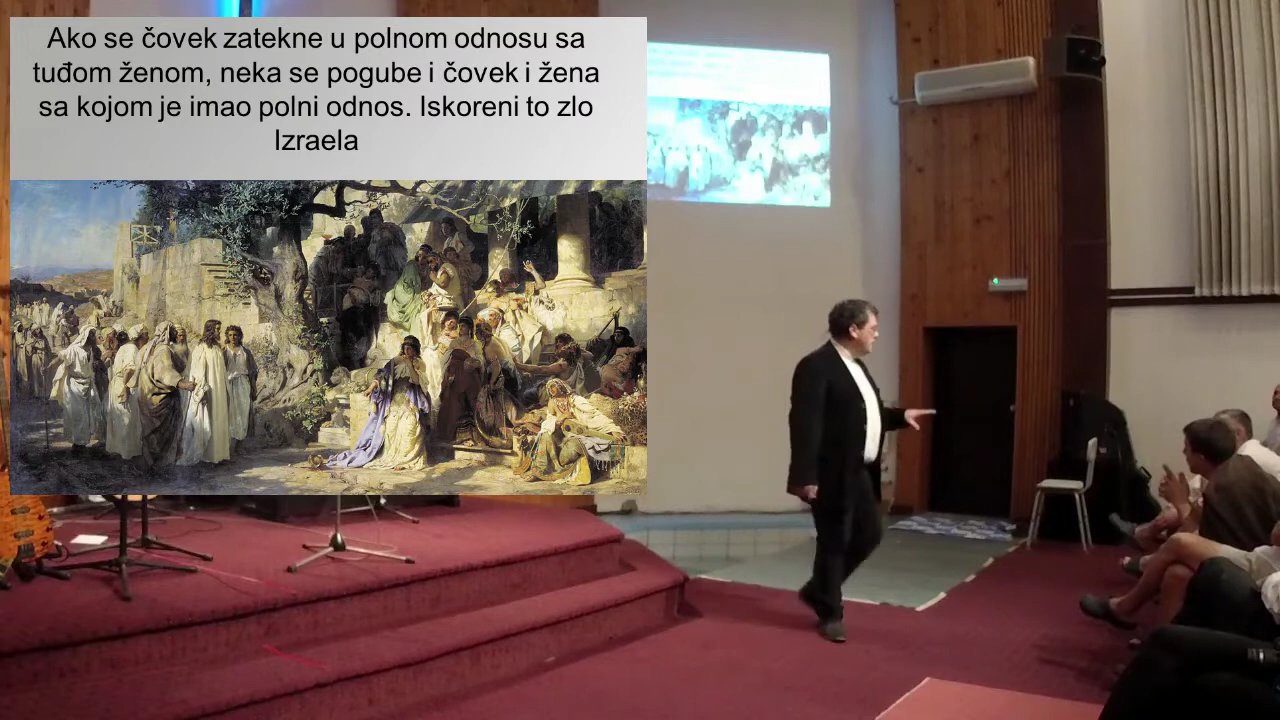 Ako se čovek zatekne u polnom odnosu sa
tuđom ženom, neka se pogube i čovek i žena
sa kojom je imao polni odnos. Iskoreni to zlo
Izraela